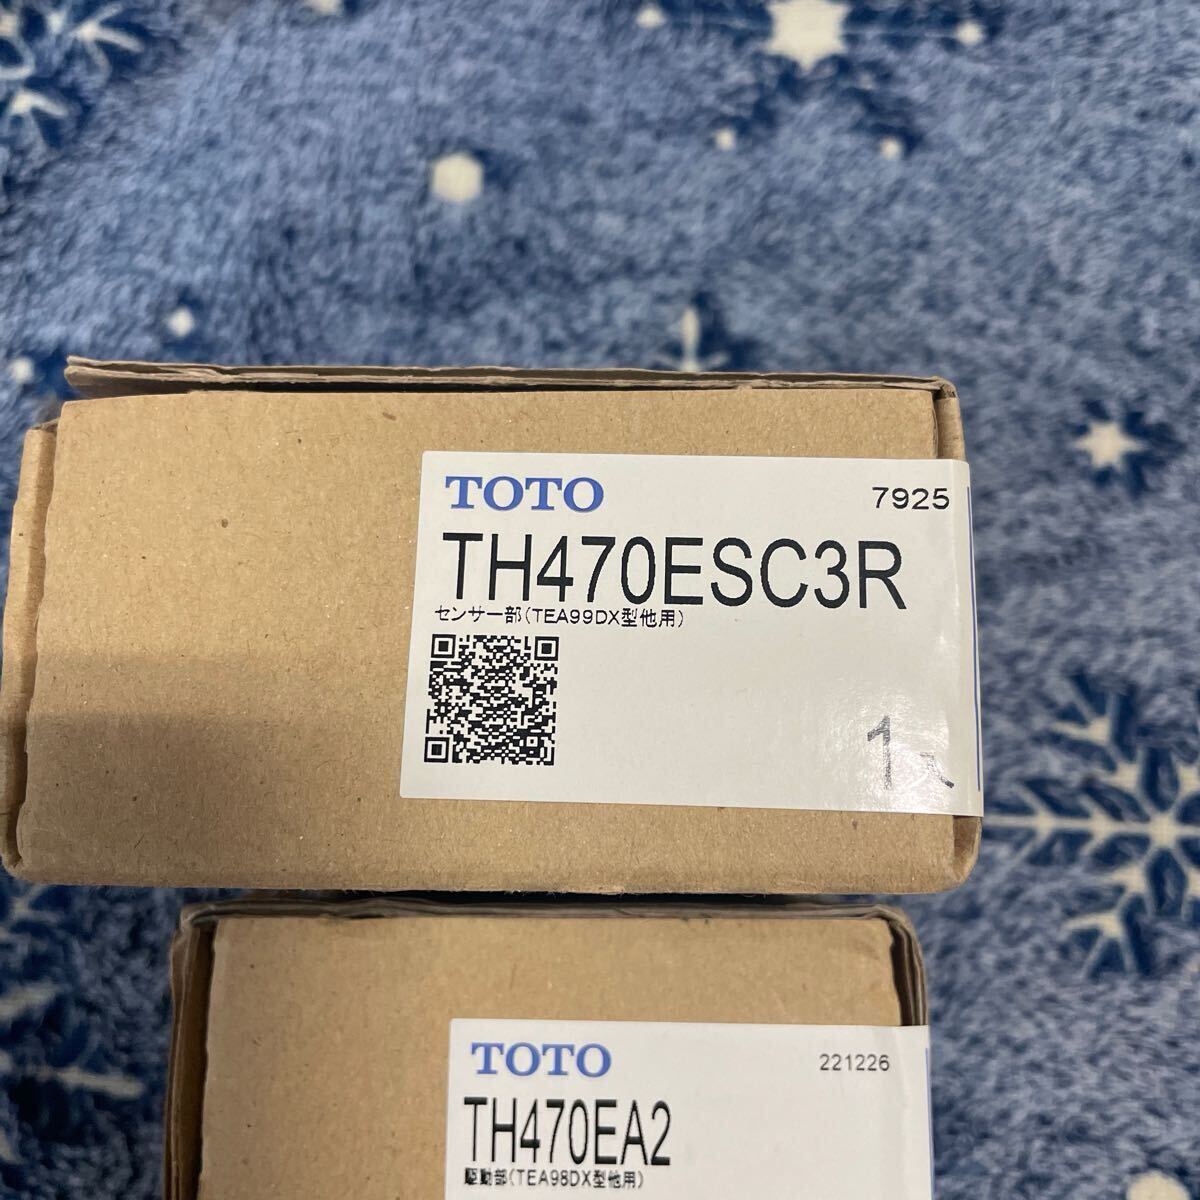 TOTO 7925
TH470ESC3R
センサー部(TEA99DX型他用)
1
TOTO 221226
TH470EA2
駆動部(TEA98DX型他用)